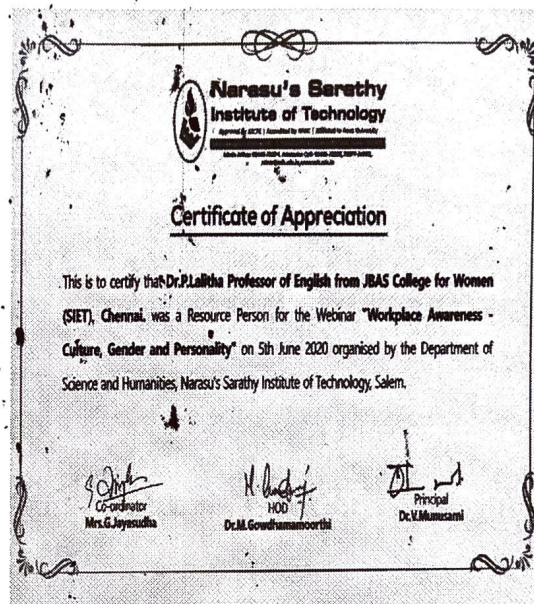 Narasu's Sarathy
Institute of Technology
Certificate of Appreciation
This is to certify that Dr.P.Lalitha Professor of English from JBAS College for Women
(SIET), Chennai, was a Resource Person for the Webinar "Workplace Awareness -
Culture, Gender and Personality" on 5th June 2020 organised by the Department of
Science and Humanities, Narasu's Sarathy Institute of Technology, Salem.
Co-ordinator
Mrs.G.Jayasudha
HOD
Dr.M.Gowdhamamoorthi
Principal
Dr.V.Munusami